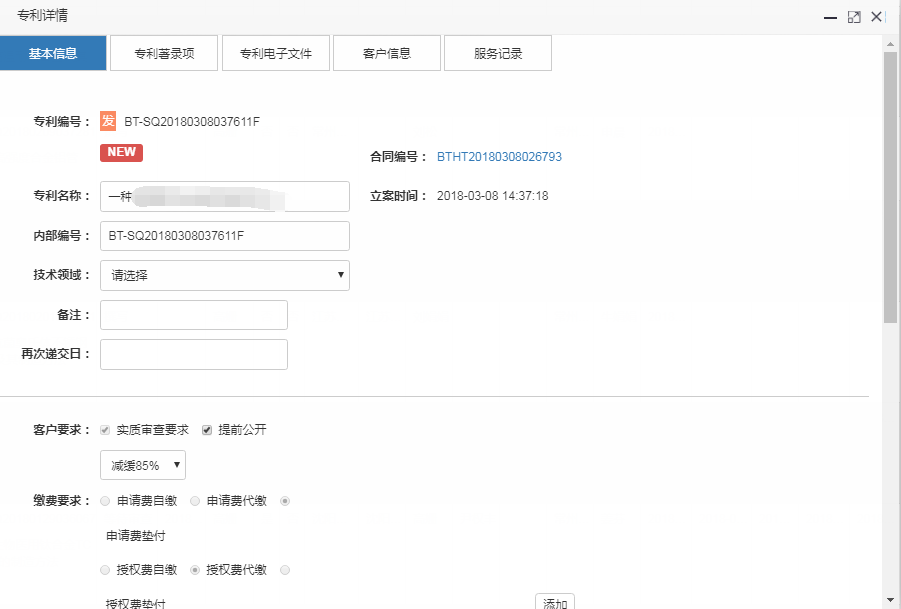 专利详情
基本信息 专利著录项 专利电子文件 客户信息 服务记录
专利编号： 发 BT-SQ20180308037611F
NEW
合同编号： BTHT20180308026793
专利名称： 一种
立案时间： 2018-03-08 14:37:18
内部编号： BT-SQ20180308037611F
技术领域： 请选择
备注：
再次递交日：
客户要求： 实质审查要求 提前公开
减缓85%
缴费要求： 申请费自缴 申请费代缴
申请费垫付
授权费自缴 授权费代缴
授权费垫付
添加